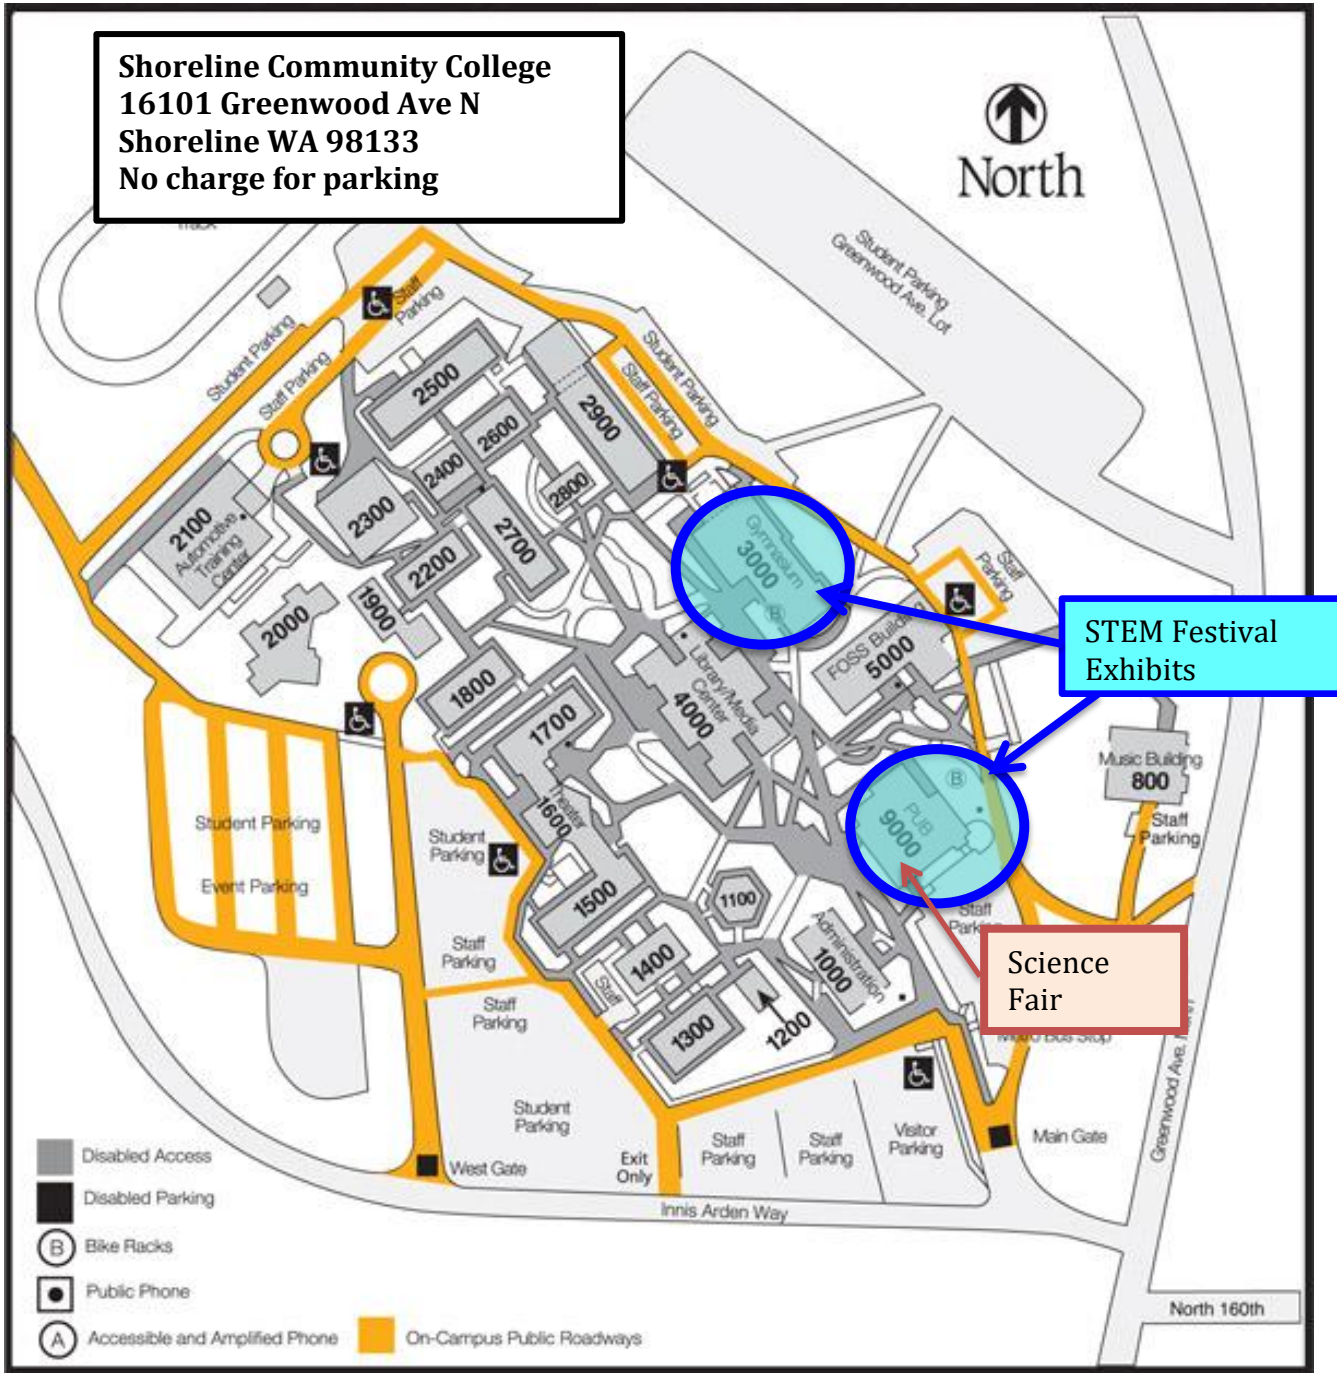 Shoreline Community College
16101 Greenwood Ave N
Shoreline WA 98133
No charge for parking
North
Track
Student Parking
Greenwood Ave. Lot
Staff
Parking
Student Parking
Staff Parking
Student Parking
Staff Parking
2500
2600
2900
2400
2800
2300
2700
2100
Automotive
Training
Center
2200
1900
2000
Gymnasium
3000
B
Staff
Parking
FOSS Building
5000
STEM Festival
Exhibits
Library/Media
Center
4000
1800
1700
Theater
1600
Music Building
800
Staff
Parking
B
PUB
9000
Student Parking
Event Parking
Student
Parking
1500
1100
Staff
Parking
Administration
1000
Science
Fair
Staff
Parking
1400
Staff
1300
1200
Staff
Parking
Metro Bus Stop
Greenwood Ave.
Student
Parking
Exit
Only
Staff
Parking
Staff
Parking
Visitor
Parking
Main Gate
West Gate
Innis Arden Way
North 160th
Disabled Access
Disabled Parking
B Bike Racks
Public Phone
A Accessible and Amplified Phone
On-Campus Public Roadways